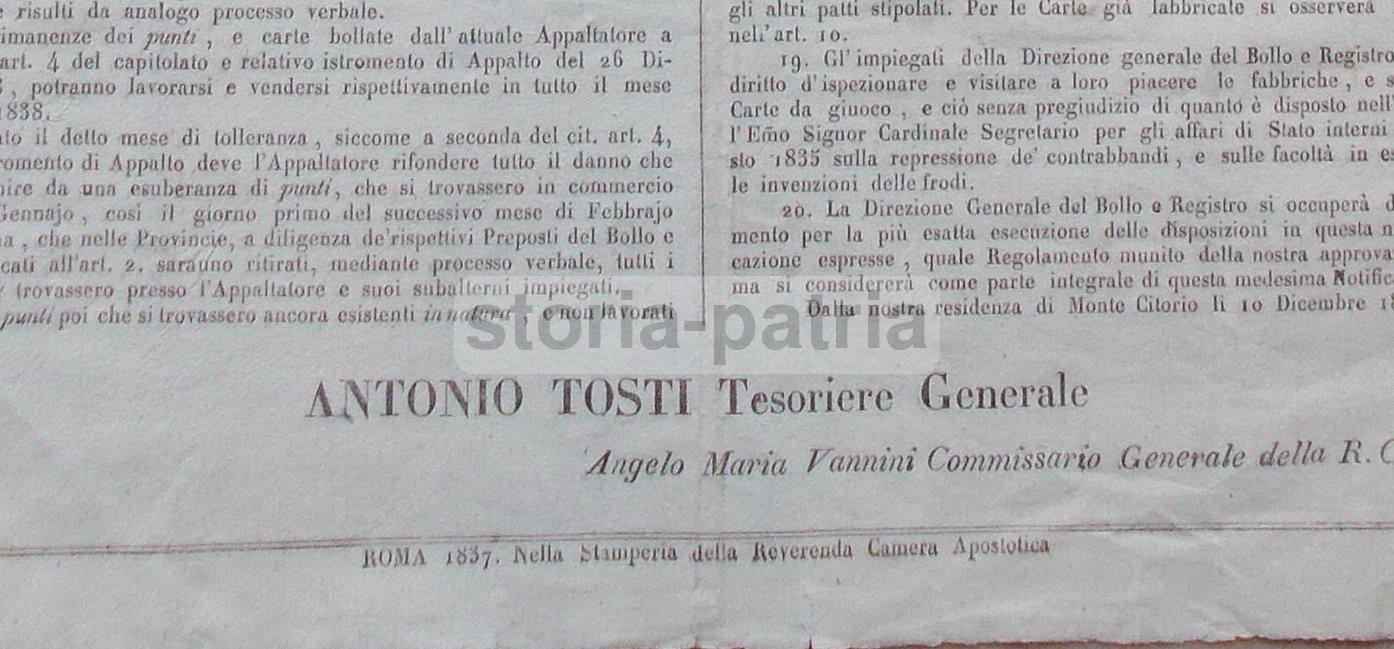 risulti da analogo processo verbale.
imanenze dei punti, e carte bollate dall'attuale Appaltatore a
art. 4 del capitolato e relativo istromento di Appalto del 26 Di-
, potranno lavorarsi e vendersi rispettivamente in tutto il mese
1838.
to il detto mese di tolleranza, siccome a seconda del cit. art. 4,
romento di Appalto deve l'Appaltatore rifondere tutto il danno che
pire da una esuberanza di punti, che si trovassero in commercio
Gennajo, così il giorno primo del successivo mese di Febbrajo
a, che nelle Provincie, a diligenza de'rispettivi Preposti del Bollo e
cati all'art. 2. sarauno ritirati, mediante processo verbale, tutti i
trovassero presso l'Appaltatore e suoi subalterni impiegati.
punti poi che si trovassero ancora esistenti in natura, e non lavorati
gli altri patti stipolati. Per le Carte già fabbricate si osserverà
nell'art. 10.
19. Gl'impiegati della Direzione generale del Bollo e Registro
diritto d'ispezionare e visitare a loro piacere le fabbriche, e s
Carte da giuoco, e ciò senza pregiudizio di quanto è disposto nell'
l'Emo Signor Cardinale Segretario per gli affari di Stato interni
sto 1835 sulla repressione de' contrabbandi, e sulle facoltà in es
le invenzioni delle frodi.
20. La Direzione Generale del Bollo e Registro si occuperà d
mento per la più esatta esecuzione delle disposizioni in questa n
cazione espresse, quale Regolamento munito della nostra approva
ma si considererà come parte integrale di questa medesima Notific
Dalla nostra residenza di Monte Citorio li 10 Dicembre 1
storia-patria
ANTONIO TOSTI Tesoriere Generale
Angelo Maria Vannini Commissario Generale della R. C
ROMA 1837. Nella Stamperia della Reverenda Camera Apostolica